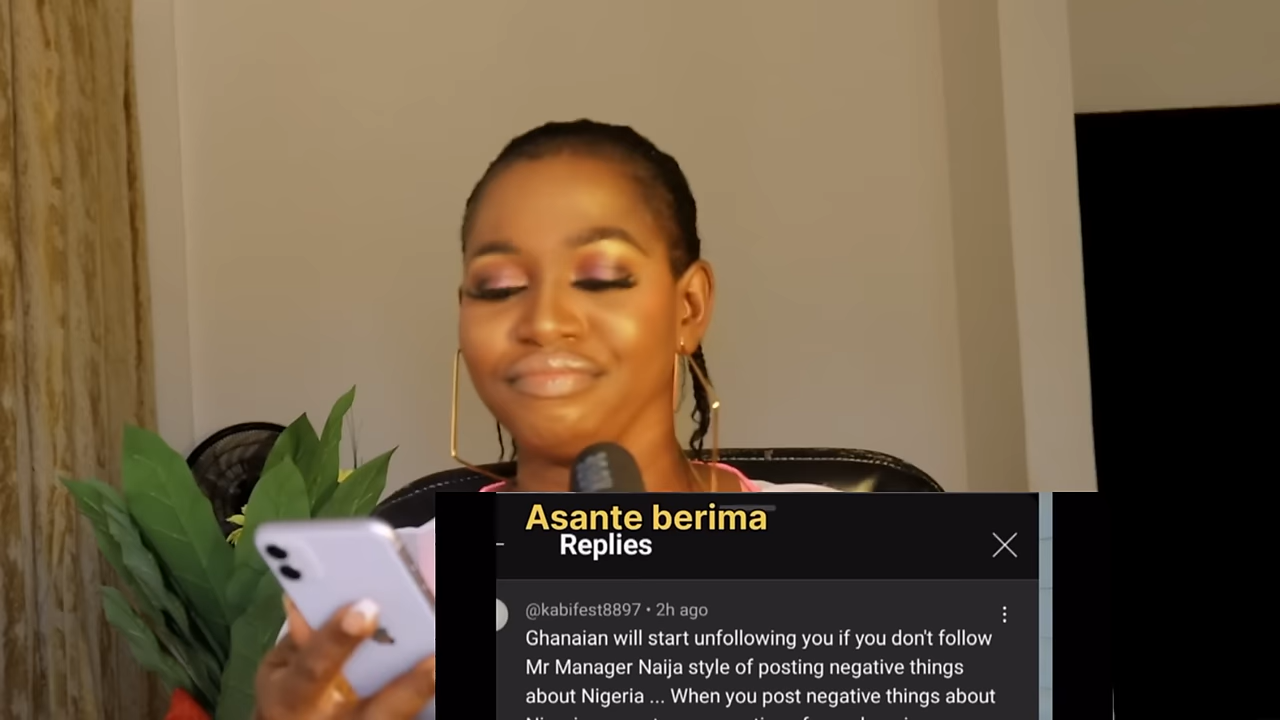 Asante berima
Replies
@kabifest8897 • 2h ago
Ghanaian will start unfollowing you if you don't follow
Mr Manager Naija style of posting negative things
about Nigeria ... When you post negative things about